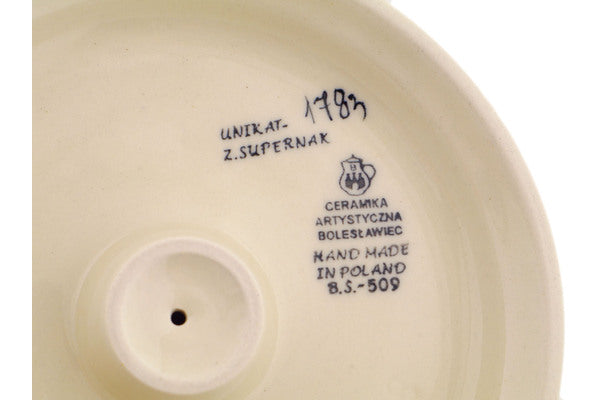 UNIKAT- 1783
Z.SUPERNAK
CERAMIKA
ARTYSTYCZNA
BOLESŁAWIEC
HAND MADE
IN POLAND
B.S.-509